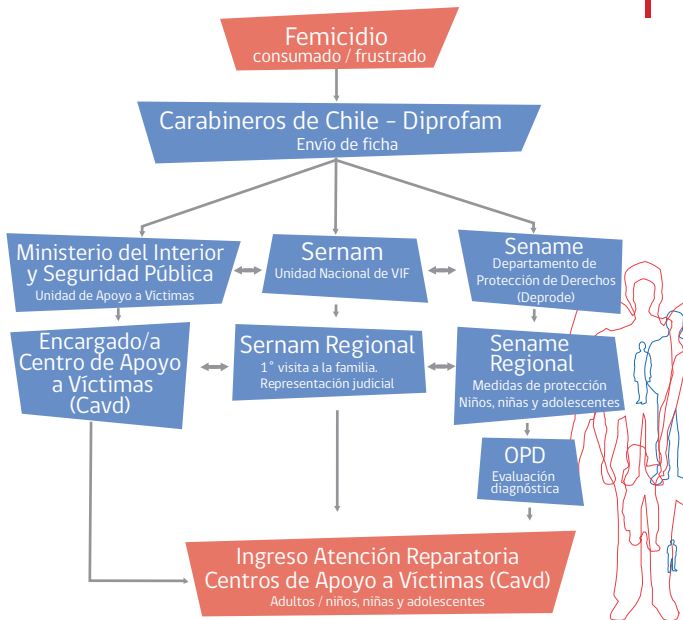 Femicidio
consumado / frustrado
Carabineros de Chile - Diprofam
Envío de ficha
Ministerio del Interior
y Seguridad Pública
Unidad de Apoyo a Víctimas
Sernam
Unidad Nacional de VIF
Sename
Departamento de
Protección de Derechos
(Deprode)
Encargado/a
Centro de Apoyo
a Víctimas
(Cavd)
Sernam Regional
1° visita a la familia.
Representación judicial
Sename
Regional
Medidas de protección
Niños, niñas y adolescentes
OPD
Evaluación
diagnóstica
Ingreso Atención Reparatoria
Centros de Apoyo a Víctimas (Cavd)
Adultos / niños, niñas y adolescentes